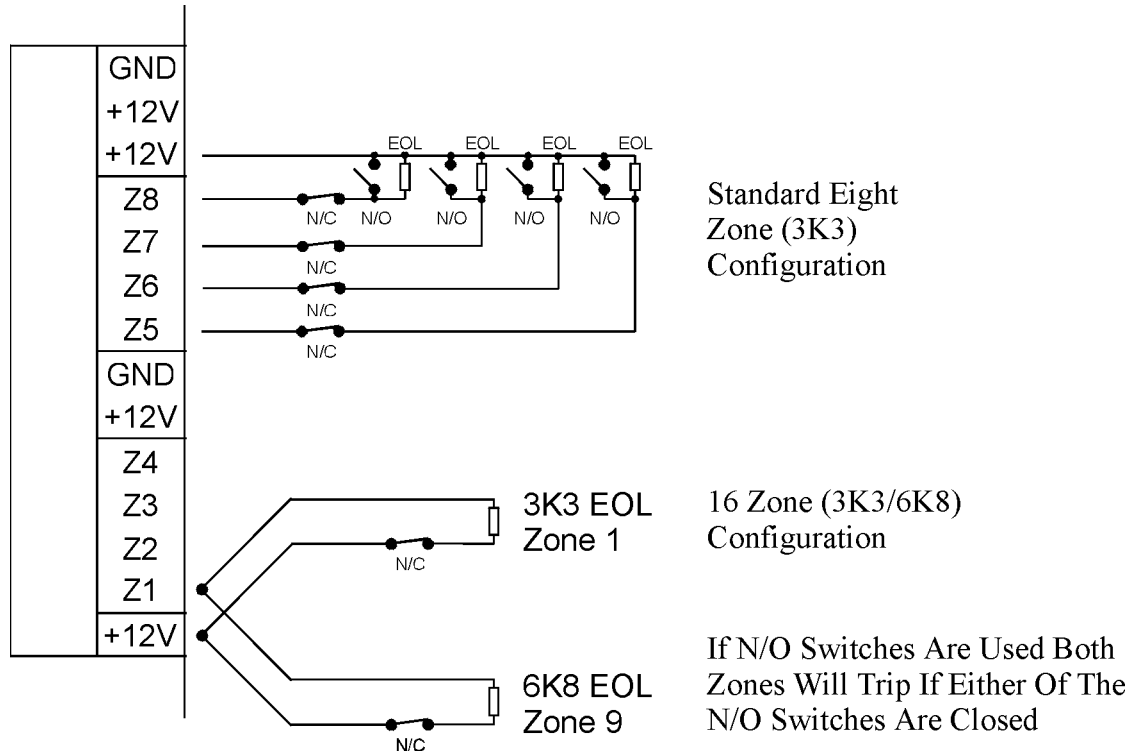 GND
+12V
+12V
EOL EOL EOL EOL
Z8
N/C N/O N/O N/O N/O
Z7
N/C
Z6
N/C
Z5
N/C
Standard Eight
Zone (3K3)
Configuration
GND
+12V
Z4
Z3
Z2
Z1
+12V
3K3 EOL
Zone 1
N/C
16 Zone (3K3/6K8)
Configuration
6K8 EOL
Zone 9
N/C
If N/O Switches Are Used Both
Zones Will Trip If Either Of The
N/O Switches Are Closed